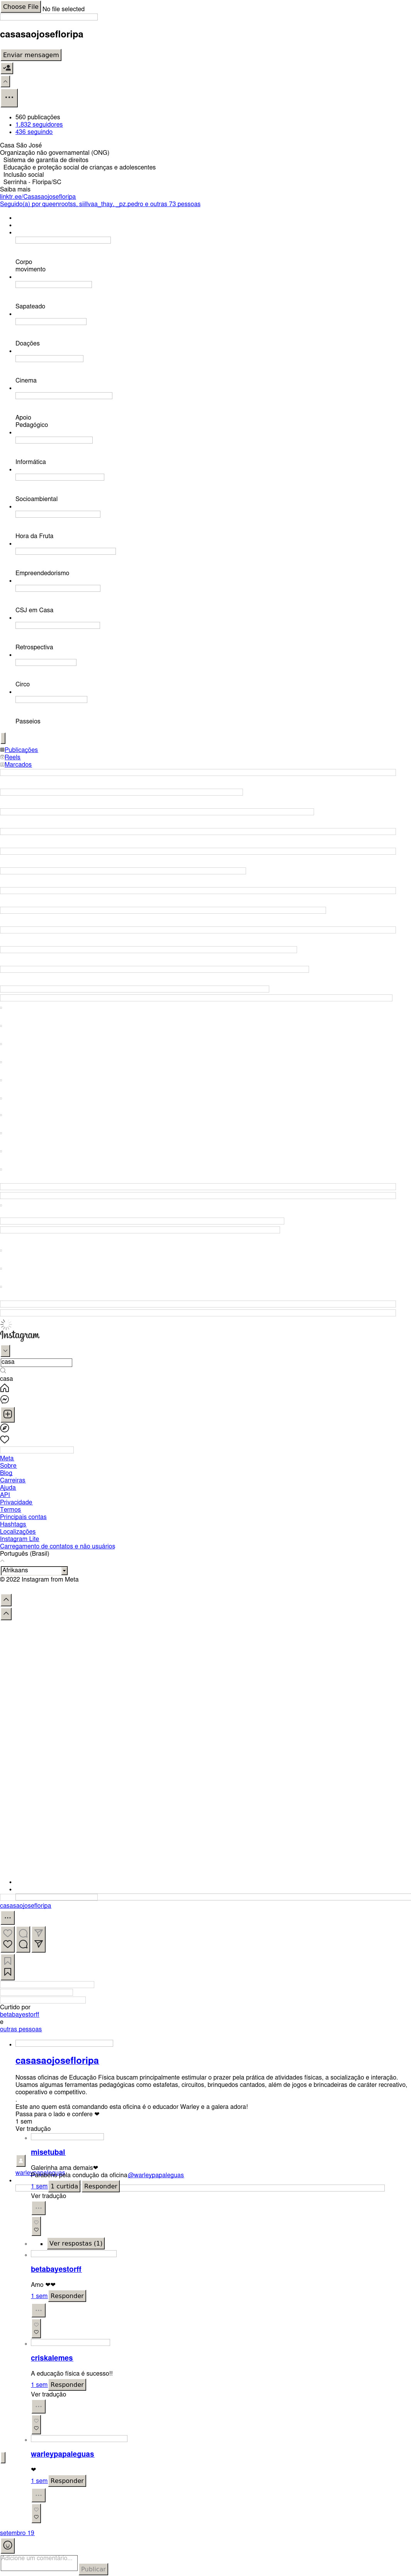 Choose File No file selected
casasaojosefloripa
Enviar mensagem
560 publicações
1.832 seguidores
436 seguindo
Casa São José
Organização não governamental (ONG)
Sistema de garantia de direitos
Educação e proteção social de crianças e adolescentes
Inclusão social
Serrinha - Floripa/SC
Saiba mais
linktr.ee/Casasaojosefloripa
Seguido(a) por queenrootss, siillvaa_thay, _pz.pedro e outras 73 pessoas
Corpo
movimento
Sapateado
Doações
Cinema
Apoio
Pedagógico
Informática
Socioambiental
Hora da Fruta
Empreendedorismo
CSJ em Casa
Retrospectiva
Circo
Passeios
Publicações
Reels
Marcados
Instagram
casa
casa
Meta
Sobre
Blog
Carreiras
Ajuda
API
Privacidade
Termos
Principais contas
Hashtags
Localizações
Instagram Lite
Carregamento de contatos e não usuários
Português (Brasil)
Afrikaans
© 2022 Instagram from Meta
casasaojosefloripa
Curtido por
betabayestorff
e
outras pessoas
casasaojosefloripa
Nossas oficinas de Educação Física buscam principalmente estimular o prazer pela prática de atividades físicas, a socialização e interação.
Usamos algumas ferramentas pedagógicas como estafetas, circuitos, brinquedos cantados, além de jogos e brincadeiras de caráter recreativo,
cooperativo e competitivo.
Este ano quem está comandando esta oficina é o educador Warley e a galera adora!
Passa para o lado e confere ❤
1 sem
Ver tradução
misetubal
Galerinha ama demais❤
warleypapaleguas
Parabéns pela condução da oficina@warleypapaleguas
1 sem 1 curtida Responder
Ver tradução
Ver respostas (1)
betabayestorff
Amo ❤❤
1 sem Responder
criskalemes
A educação física é sucesso!!
1 sem Responder
Ver tradução
warleypapaleguas
❤
1 sem Responder
setembro 19
Adicione um comentário...
Publicar